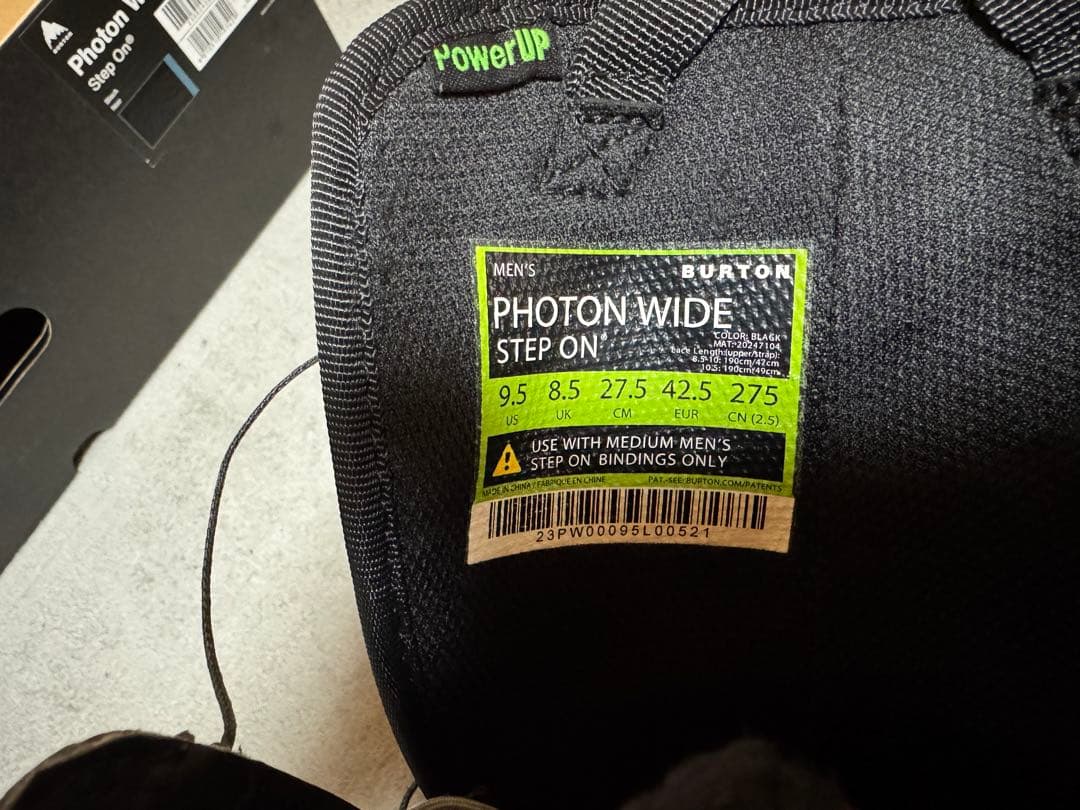 BURTON
Photon W
Step On®
PowerUP
MEN'S
BURTON
PHOTON WIDE
STEP ON®
COLOR: BLACK
MAT:20247104
Lace Length(upper/strap):
8.5-10: 190cm/47cm
10.5: 190cm/49cm
9.5 8.5 27.5 42.5 275
US UK CM EUR CN (2.5)
USE WITH MEDIUM MEN'S
STEP ON® BINDINGS ONLY
MADE IN CHINA / FABRIQUÉ EN CHINE PAT.-SEE: BURTON.COM/PATENTS
23PW00095L00521